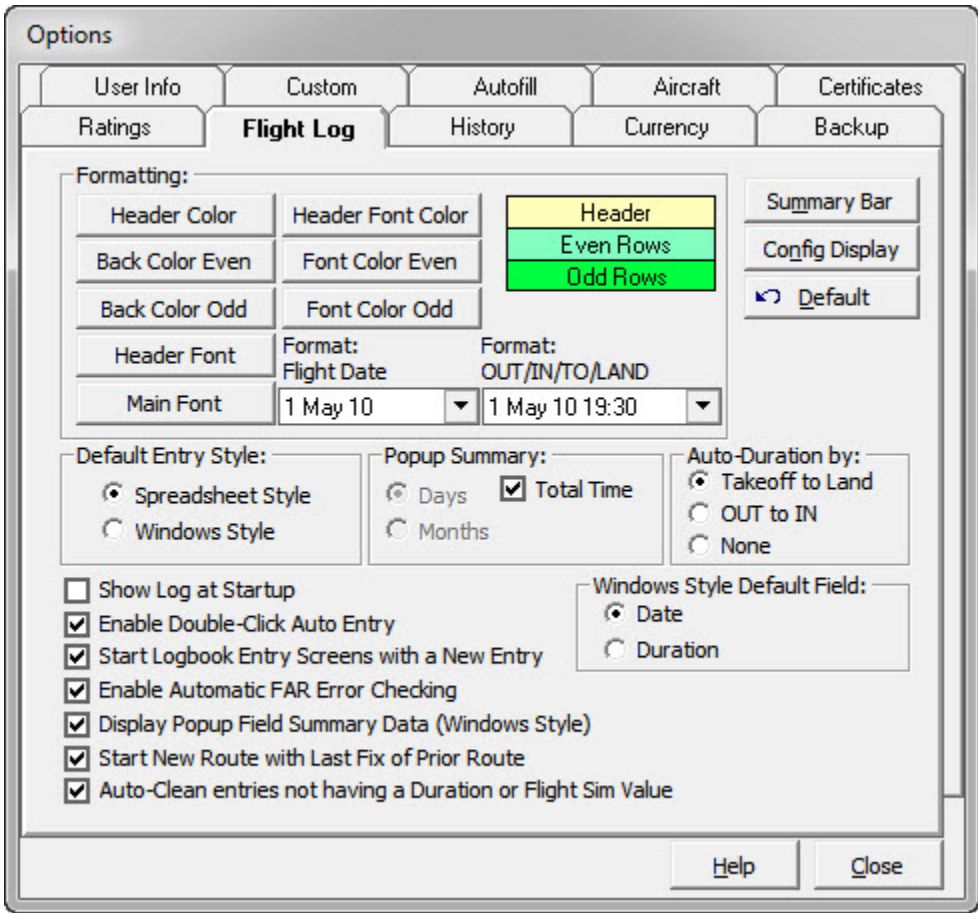 Options
User Info Custom Autofill Aircraft Certificates
Ratings Flight Log History Currency Backup
Formatting:
Header Color Header Font Color Header Summary Bar
Back Color Even Font Color Even Even Rows Config Display
Back Color Odd Font Color Odd Odd Rows Default
Header Font Format: Format:
Flight Date OUT/IN/TO/LAND
Main Font 1 May 10 1 May 10 19:30
Default Entry Style: Popup Summary: Auto-Duration by:
Spreadsheet Style Days Total Time Takeoff to Land
OUT to IN
Windows Style Months None
Show Log at Startup Windows Style Default Field:
Enable Double-Click Auto Entry Date
Start Logbook Entry Screens with a New Entry Duration
Enable Automatic FAR Error Checking
Display Popup Field Summary Data (Windows Style)
Start New Route with Last Fix of Prior Route
Auto-Clean entries not having a Duration or Flight Sim Value
Help Close